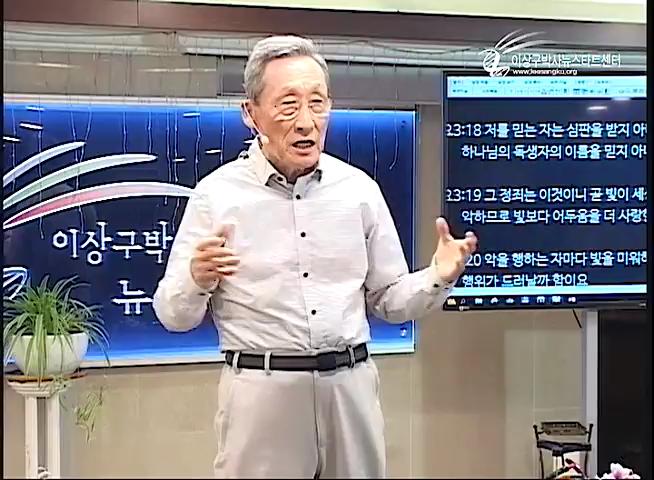 이상구박사뉴스타트센터
www.leesangku.org
23:18 저를 믿는 자는 심판을 받지 아
하나님의 독생자의 이름을 믿지 아
이상구박
23:19 그 정죄는 이것이니 곧 빛이 세
악하므로 빛보다 어두움을 더 사랑
뉴
20 악을 행하는 자마다 빛을 미워
행위가 드러날까 함이요